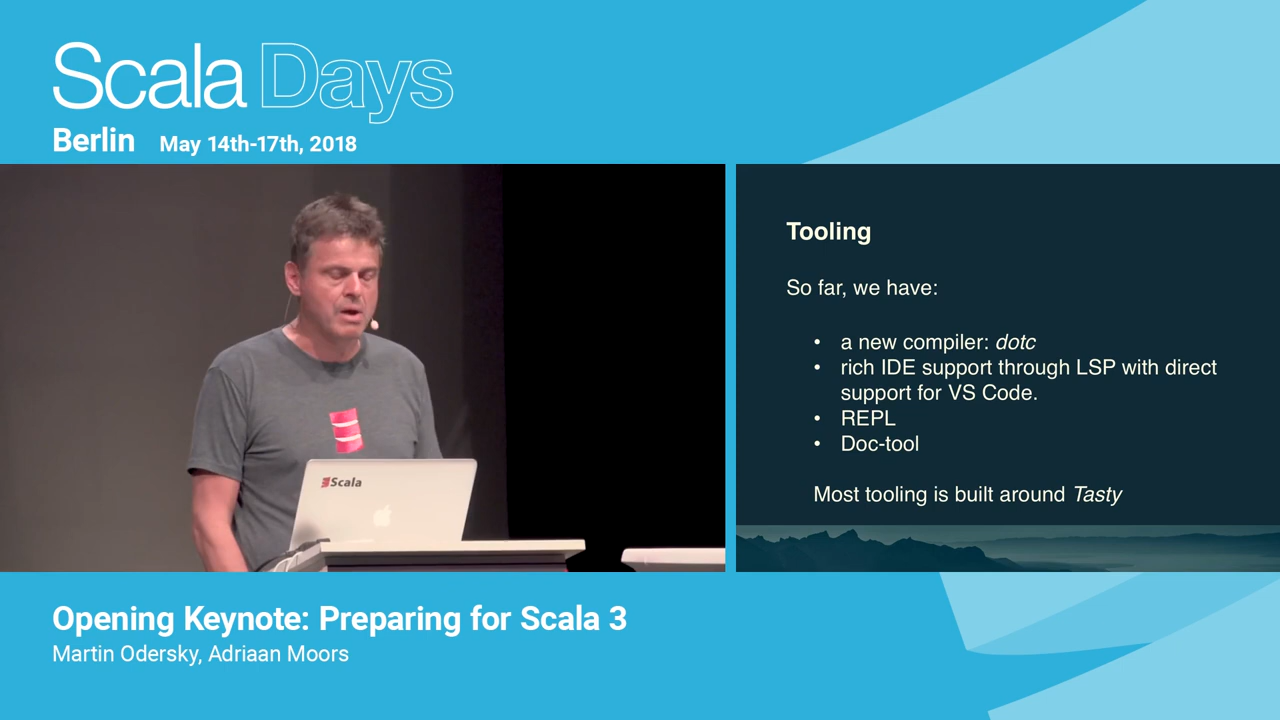 Scala Days
Berlin May 14th-17th, 2018
Tooling
So far, we have:
• a new compiler: dotc
• rich IDE support through LSP with direct
support for VS Code.
• REPL
• Doc-tool
Most tooling is built around Tasty
Scala
Opening Keynote: Preparing for Scala 3
Martin Odersky, Adriaan Moors